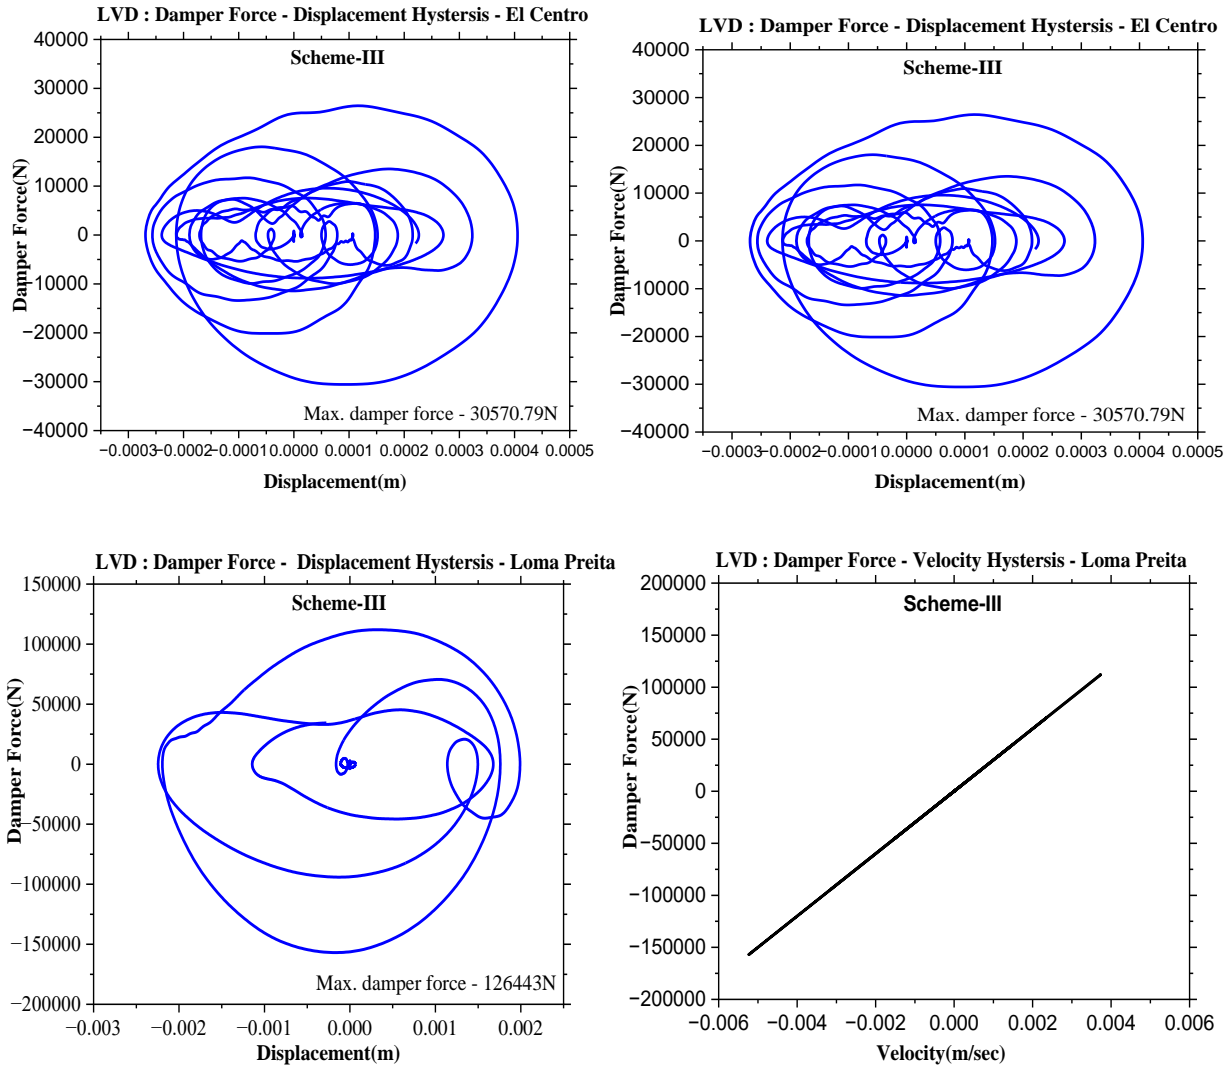 LVD : Damper Force - Displacement Hystersis - El Centro
Scheme-III
40000
30000
20000
10000
0
−10000
−20000
−30000
−40000
Damper Force(N)
Max. damper force - 30570.79N
−0.0003 −0.0002 −0.0001 0.0000 0.0001 0.0002 0.0003 0.0004 0.0005
Displacement(m)
LVD : Damper Force - Displacement Hystersis - El Centro
Scheme-III
40000
30000
20000
10000
0
−10000
−20000
−30000
−40000
Damper Force(N)
Max. damper force - 30570.79N
−0.0003 −0.0002 −0.0001 0.0000 0.0001 0.0002 0.0003 0.0004 0.0005
Displacement(m)
LVD : Damper Force - Displacement Hystersis - Loma Preita
Scheme-III
150000
100000
50000
0
−50000
−100000
−150000
−200000
Damper Force(N)
Max. damper force - 126443N
−0.003 −0.002 −0.001 0.000 0.001 0.002
Displacement(m)
LVD : Damper Force - Velocity Hystersis - Loma Preita
Scheme-III
200000
150000
100000
50000
0
−50000
−100000
−150000
−200000
Damper Force(N)
−0.006 −0.004 −0.002 0.000 0.002 0.004 0.006
Velocity(m/sec)